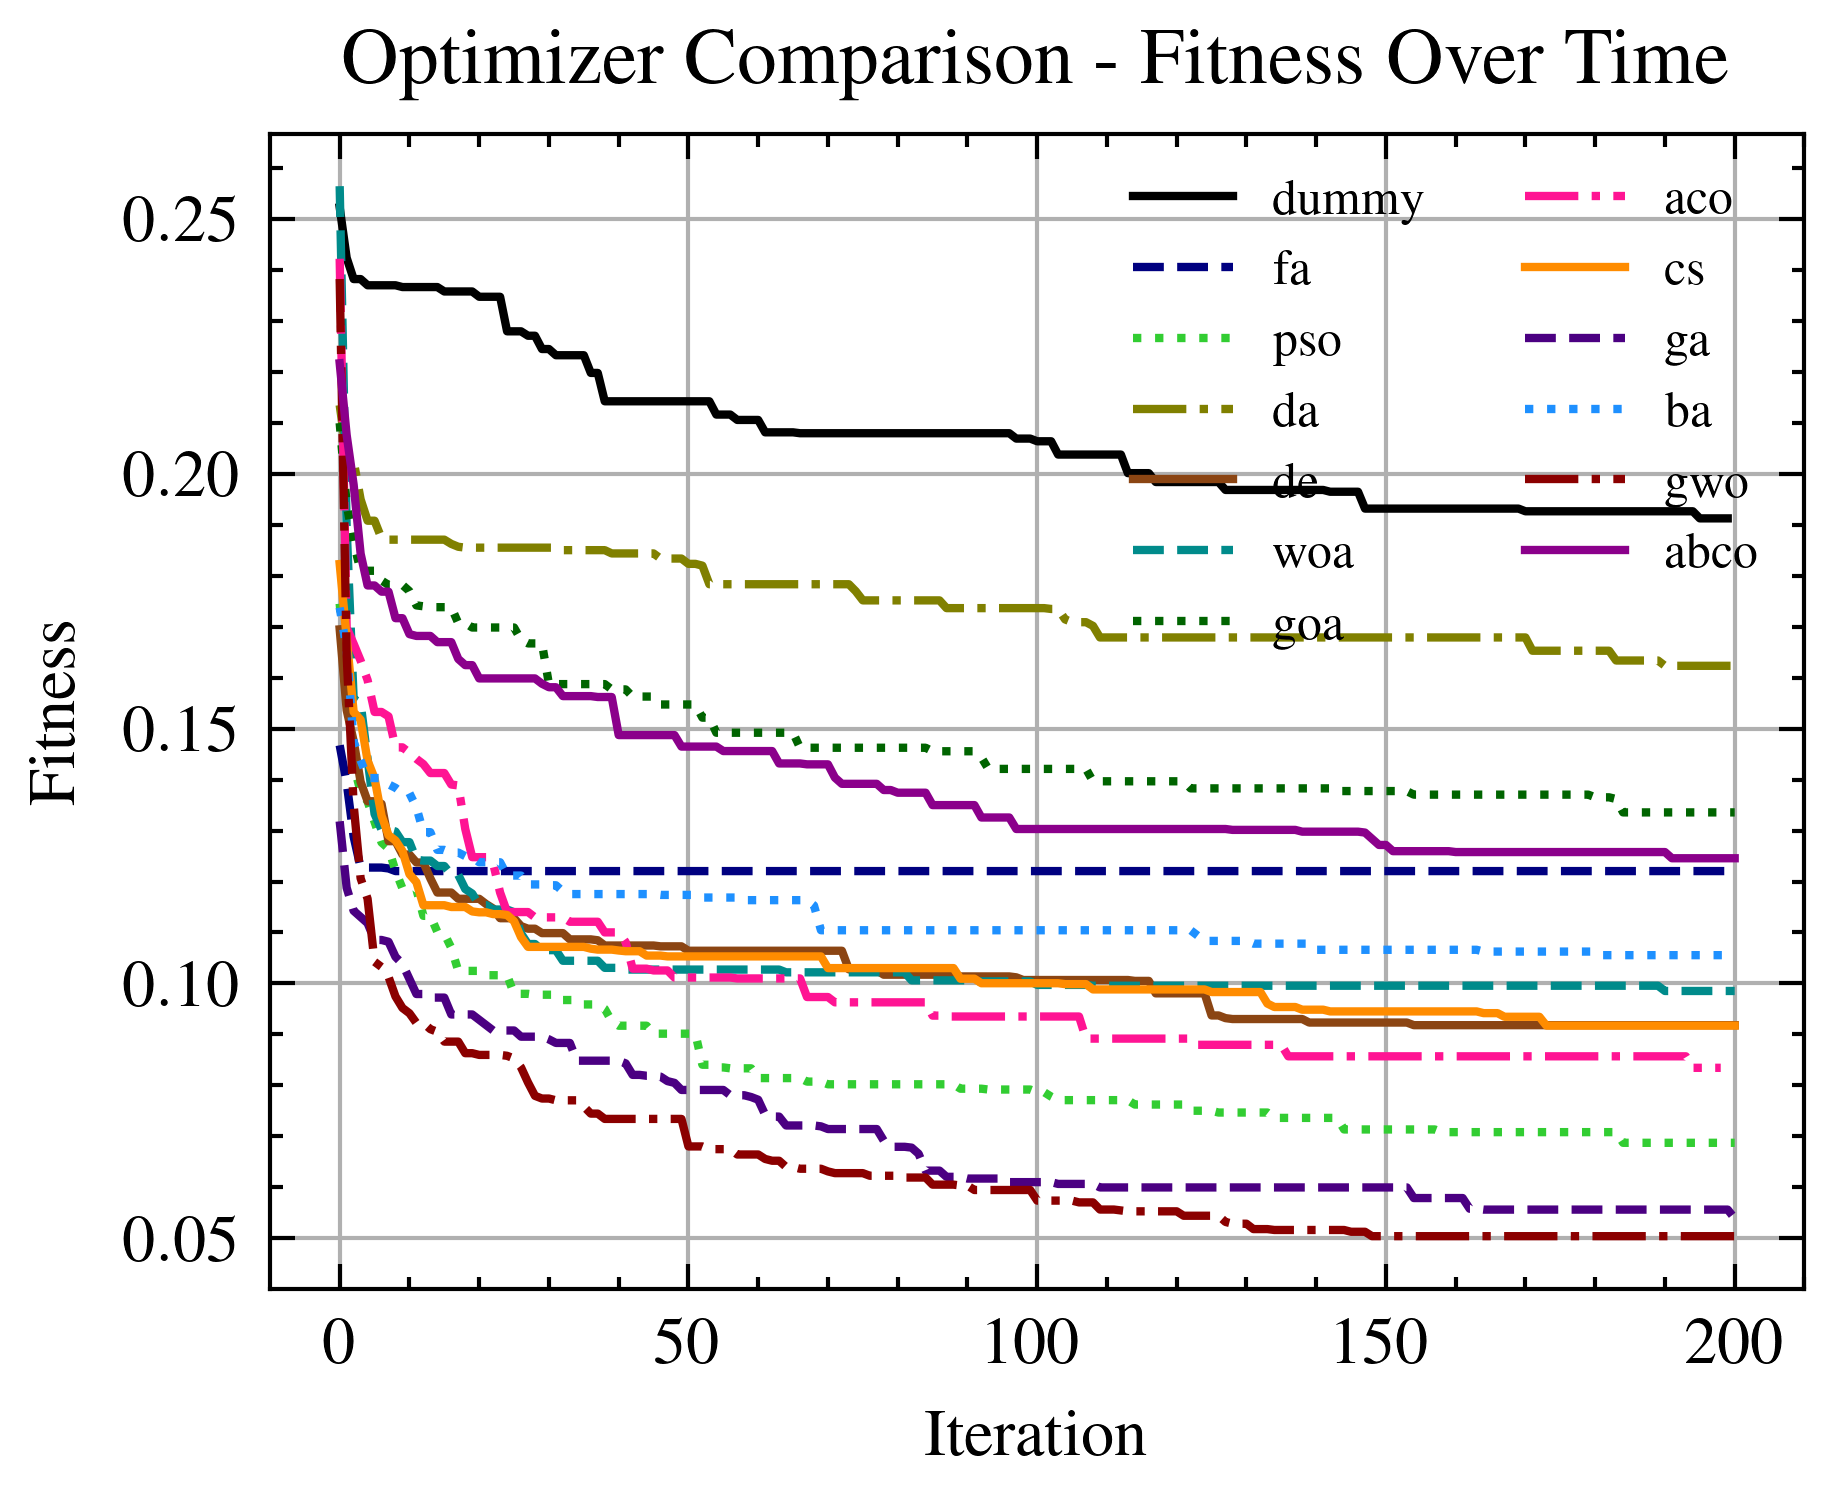 Optimizer Comparison - Fitness Over Time
0.25
0.20
0.15
0.10
0.05
Fitness
dummy
fa
pso
da
de
woa
goa
aco
cs
ga
ba
gwo
abco
0 50 100 150 200
Iteration